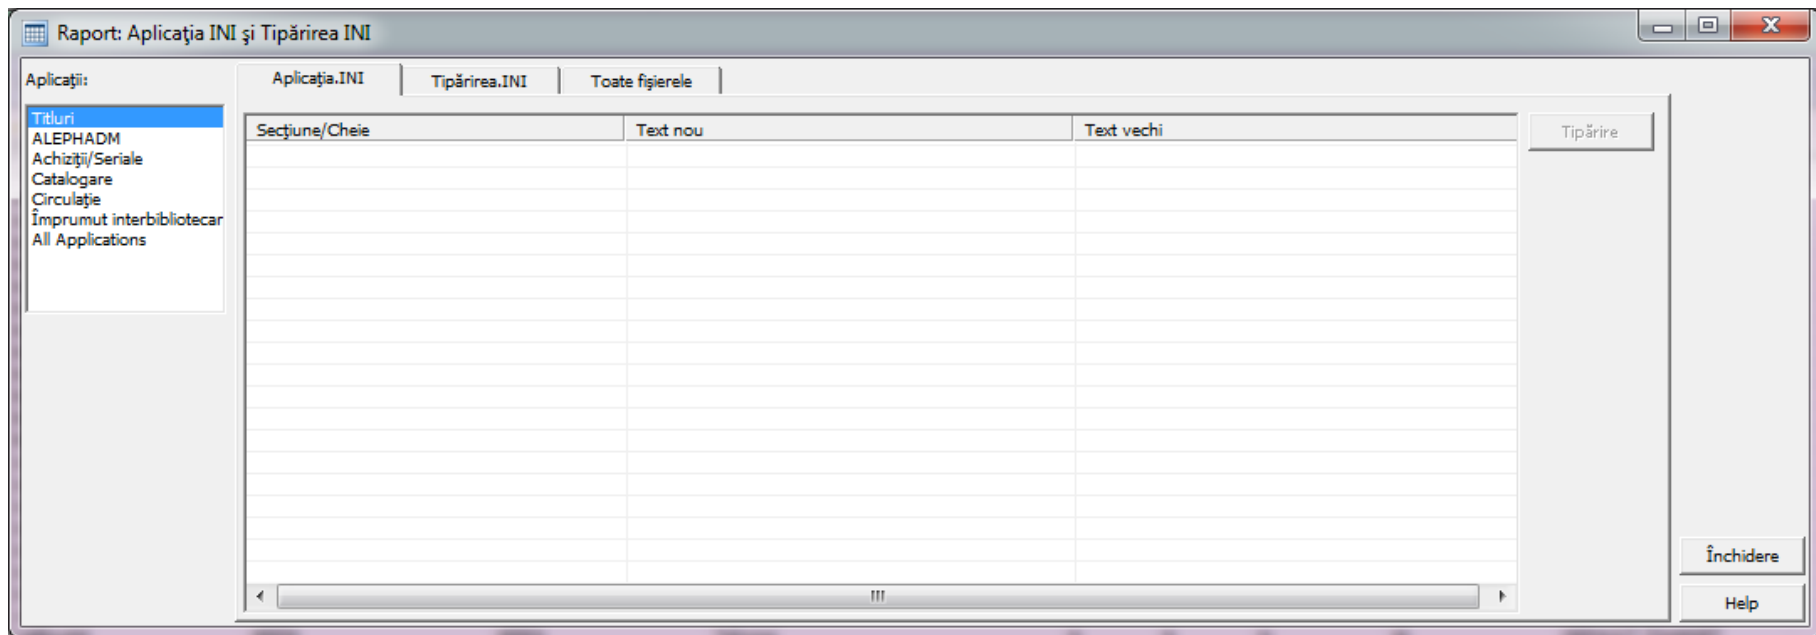 Raport: Aplicaţia INI şi Tipărirea INI
Aplicaţii:
Titluri
ALEPHADM
Achiziţii/Seriale
Catalogare
Circulaţie
Împrumut interbibliotecar
All Applications
Aplicaţia.INI Tipărirea.INI Toate fişierele
Secţiune/Cheie Text nou Text vechi
Tipărire
Închidere
Help